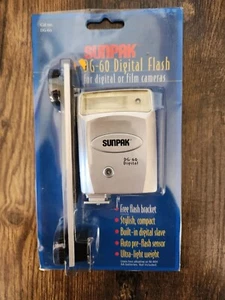 SUNPAK
DG-60 Digital Flash
for digital or film cameras
SUNPAK
DG-60
Digital
Free flash bracket
Stylish, compact
Built-in digital slave
Auto pre-flash sensor
Ultra-light weight